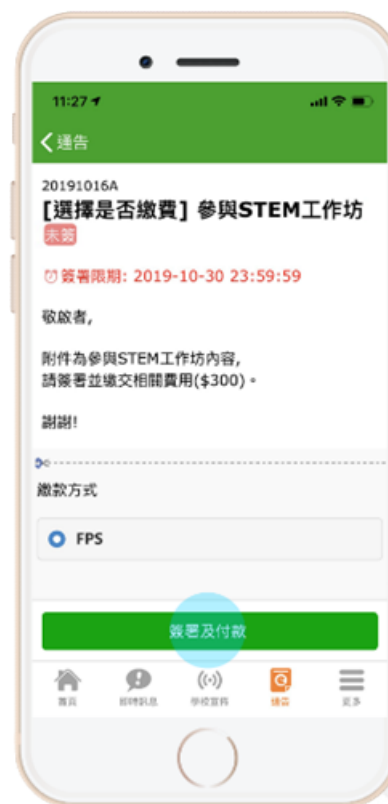 11:27
通告
20191016A
[選擇是否繳費] 參與STEM工作坊
未簽
簽署限期: 2019-10-30 23:59:59
敬啟者,
附件為參與STEM工作坊內容,
請簽署並繳交相關費用($300)。
謝謝!
繳款方式
FPS
簽署及付款
首頁 即時訊息 學校宣佈 通告 更多